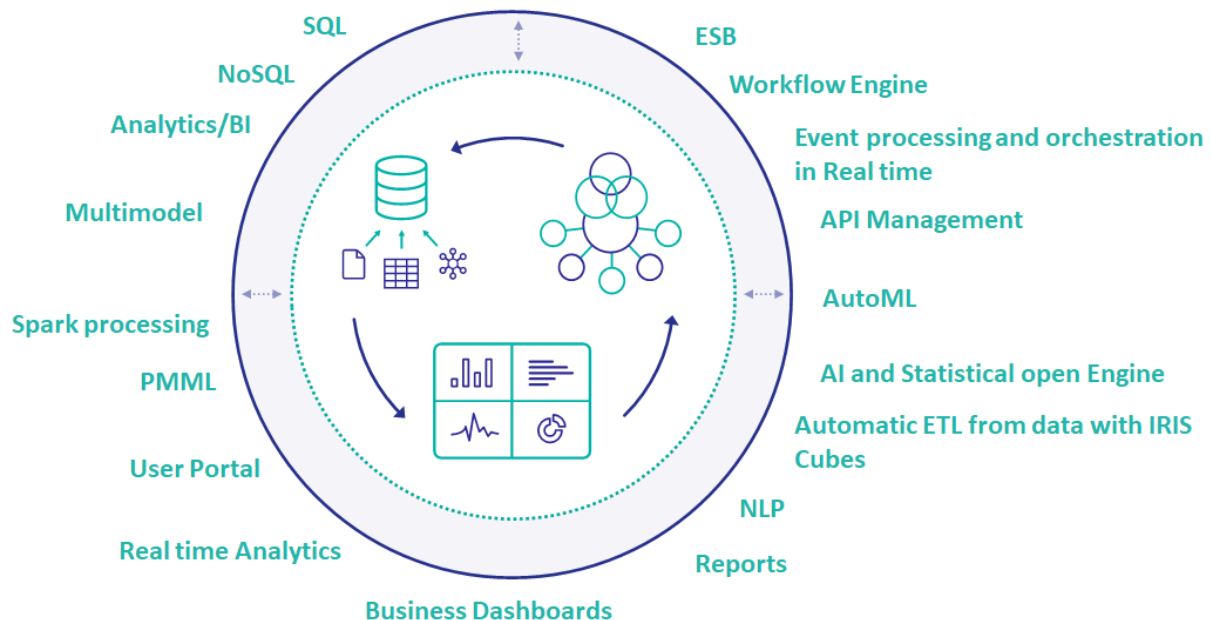 SQL
ESB
NoSQL
Workflow Engine
Analytics/BI
Event processing and orchestration
in Real time
Multimodel
API Management
AutoML
Spark processing
PMML
AI and Statistical open Engine
Automatic ETL from data with IRIS
Cubes
User Portal
NLP
Real time Analytics
Reports
Business Dashboards